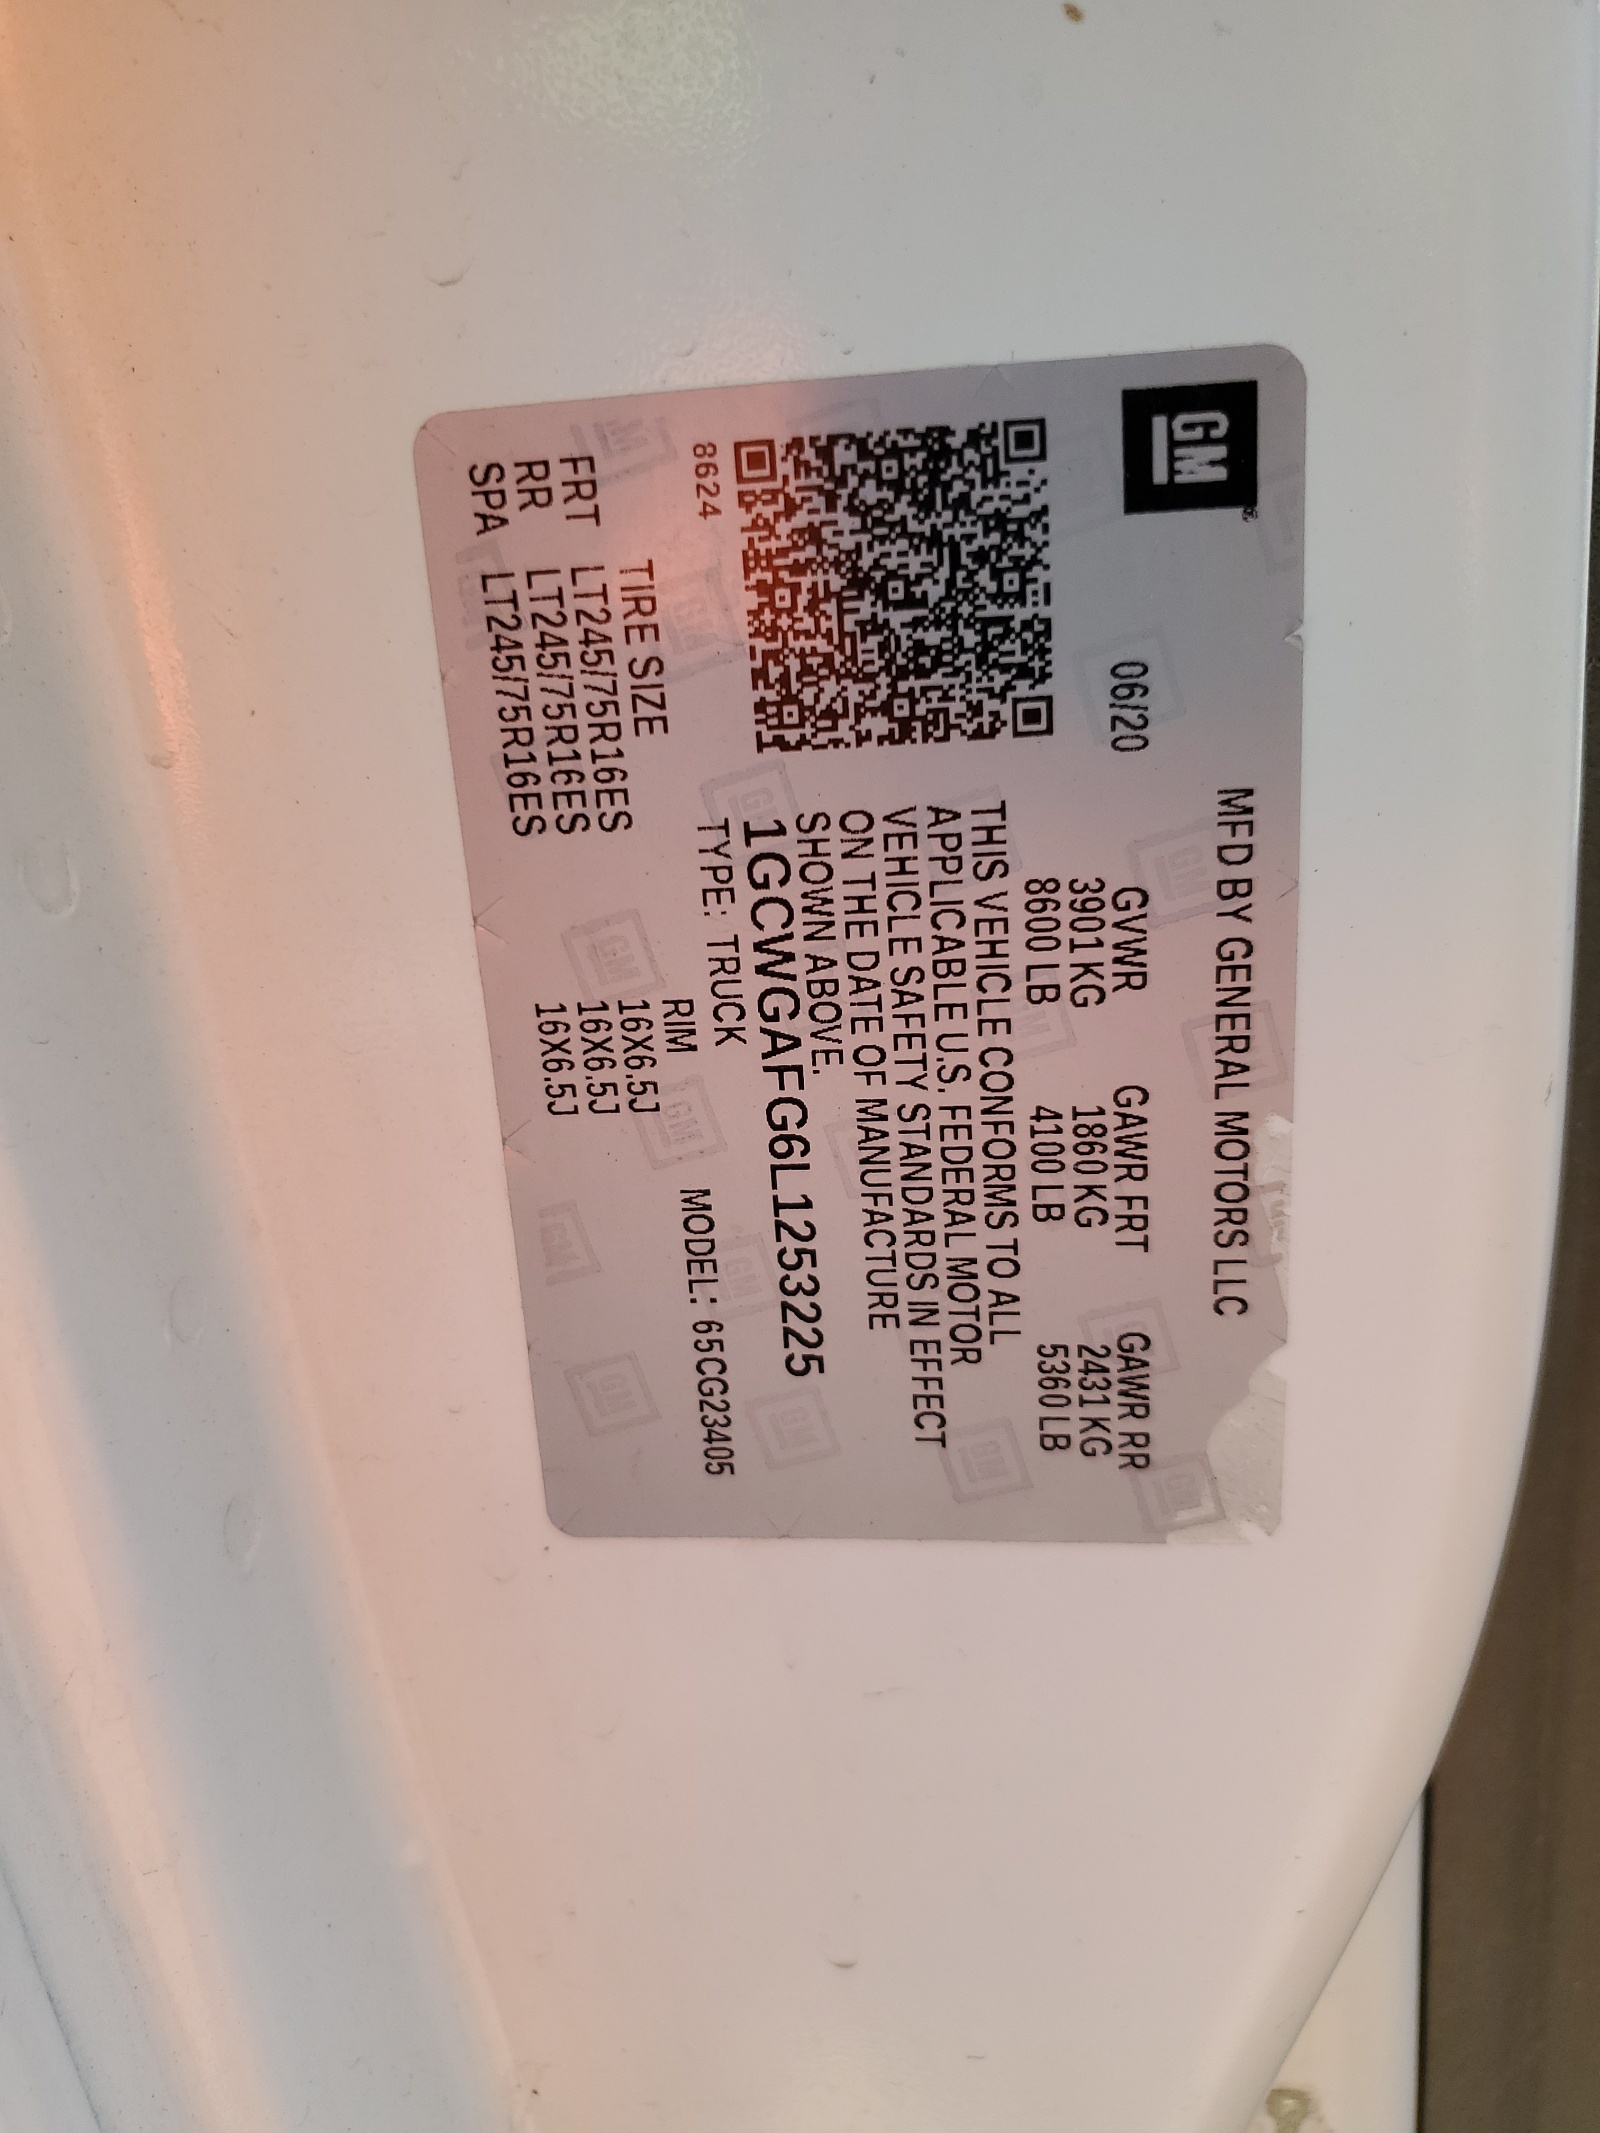 GM
MFD BY GENERAL MOTORS LLC
06/20 GVWR GAWR FRT GAWR RR
3901 KG 1860 KG 2431 KG
8600 LB 4100 LB 5360 LB
THIS VEHICLE CONFORMS TO ALL
APPLICABLE U.S. FEDERAL MOTOR
VEHICLE SAFETY STANDARDS IN EFFECT
ON THE DATE OF MANUFACTURE
SHOWN ABOVE.
1GCWGAFG6L1253225
8624 TYPE: TRUCK MODEL: 65CG23405
TIRE SIZE RIM
FRT LT245/75R16ES 16X6.5J
RR LT245/75R16ES 16X6.5J
SPA LT245/75R16ES 16X6.5J